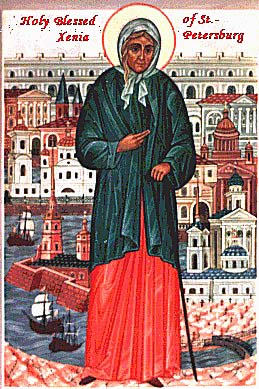 Holy Blessed of St.-
Xenia Petersburg